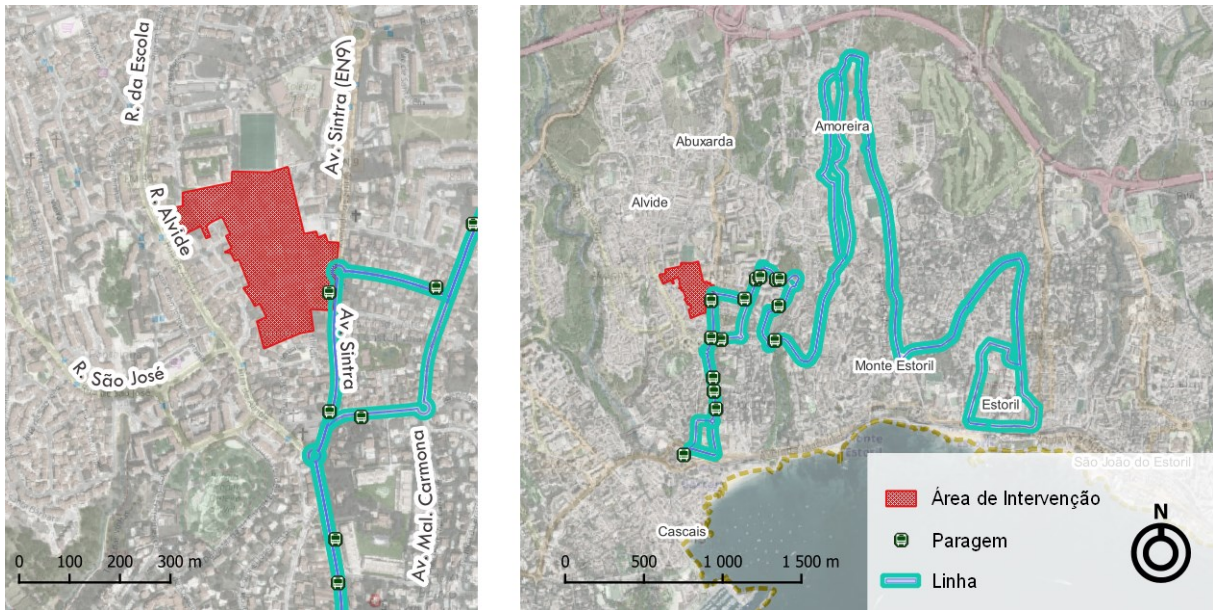 R. da Escola
Av. Sintra (EN9)
R. Alvide
Av. Sintra
R. São José
Av. Mal. Carmona
0 100 200 300 m
Abuxarda
Amoreira
Alvide
Monte Estoril
Estoril
São João do Estoril
Cascais
0 500 1 000 1 500 m
Área de Intervenção
Paragem
Linha
N